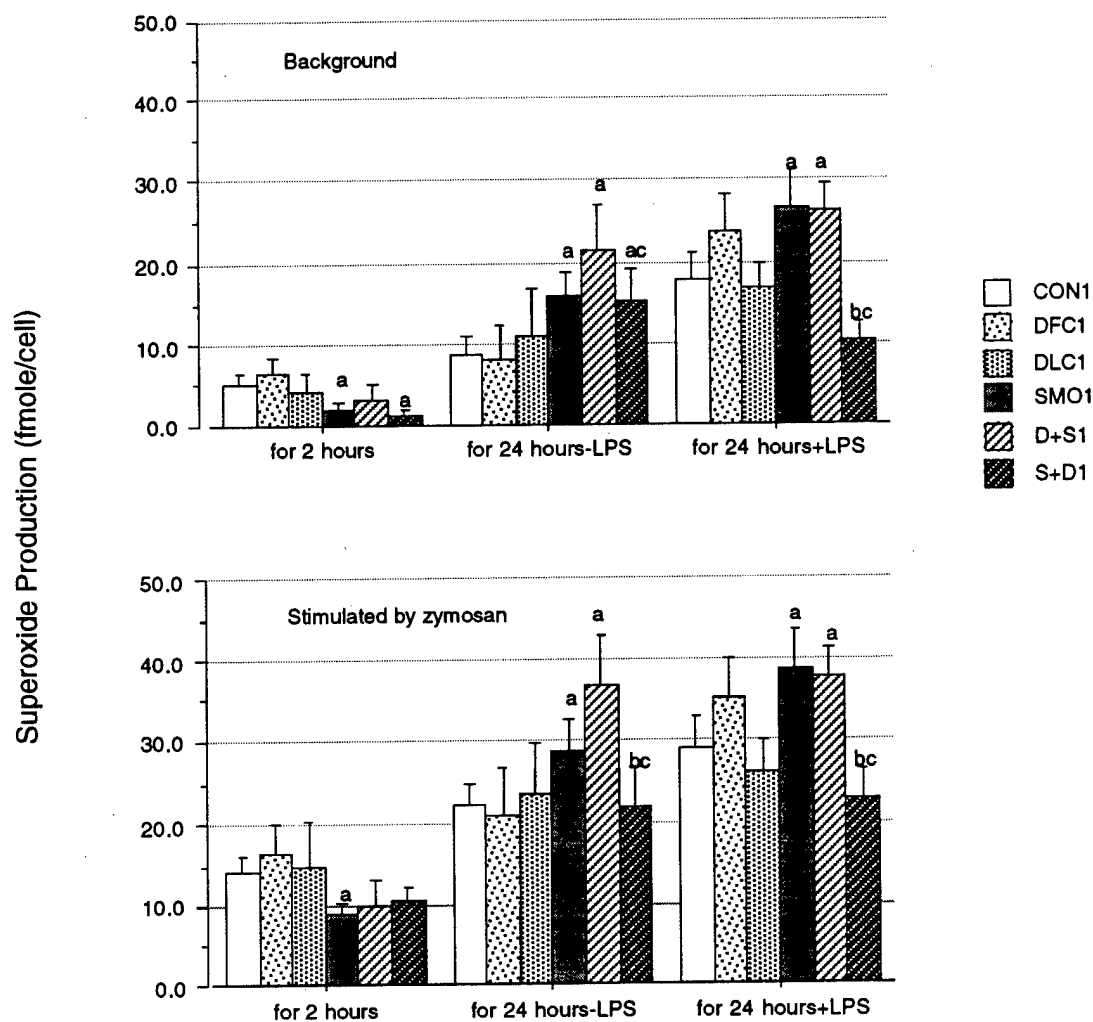 Superoxide Production (fmole/cell)
50.0
40.0
30.0
20.0
10.0
0.0
Background
a
a
a
a
ac
a
a
bc
for 2 hours
for 24 hours-LPS
for 24 hours+LPS
CON1
DFC1
DLC1
SMO1
D+S1
S+D1
50.0
40.0
30.0
20.0
10.0
0.0
Stimulated by zymosan
a
a
a
bc
a
a
bc
for 2 hours
for 24 hours-LPS
for 24 hours+LPS